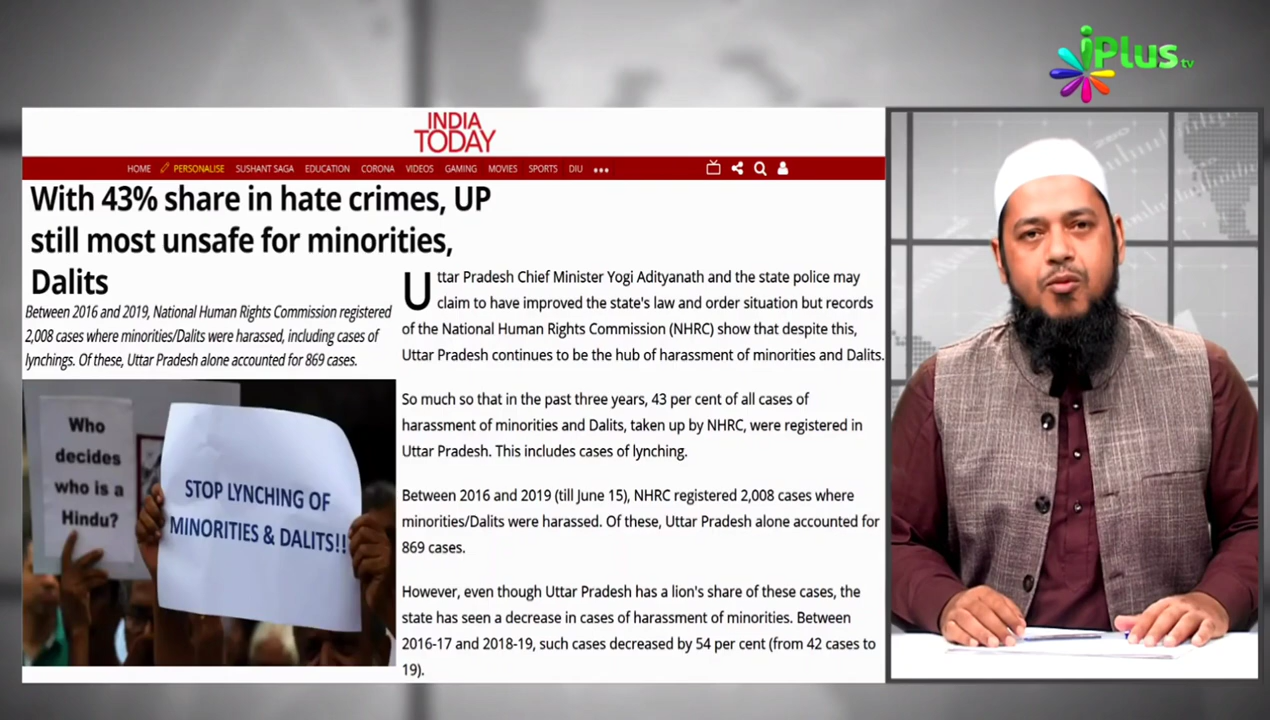 iPlus tv
INDIA
TODAY
HOME PERSONALISE SUSHANT SAGA EDUCATION CORONA VIDEOS GAMING MOVIES SPORTS DIU •••
With 43% share in hate crimes, UP
still most unsafe for minorities,
Dalits
Between 2016 and 2019, National Human Rights Commission registered
2,008 cases where minorities/Dalits were harassed, including cases of
lynchings. Of these, Uttar Pradesh alone accounted for 869 cases.
Who
decides
who is a
Hindu?
STOP LYNCHING OF
MINORITIES & DALITS!!
Uttar Pradesh Chief Minister Yogi Adityanath and the state police may
claim to have improved the state's law and order situation but records
of the National Human Rights Commission (NHRC) show that despite this,
Uttar Pradesh continues to be the hub of harassment of minorities and Dalits.
So much so that in the past three years, 43 per cent of all cases of
harassment of minorities and Dalits, taken up by NHRC, were registered in
Uttar Pradesh. This includes cases of lynching.
Between 2016 and 2019 (till June 15), NHRC registered 2,008 cases where
minorities/Dalits were harassed. Of these, Uttar Pradesh alone accounted for
869 cases.
However, even though Uttar Pradesh has a lion's share of these cases, the
state has seen a decrease in cases of harassment of minorities. Between
2016-17 and 2018-19, such cases decreased by 54 per cent (from 42 cases to
19).